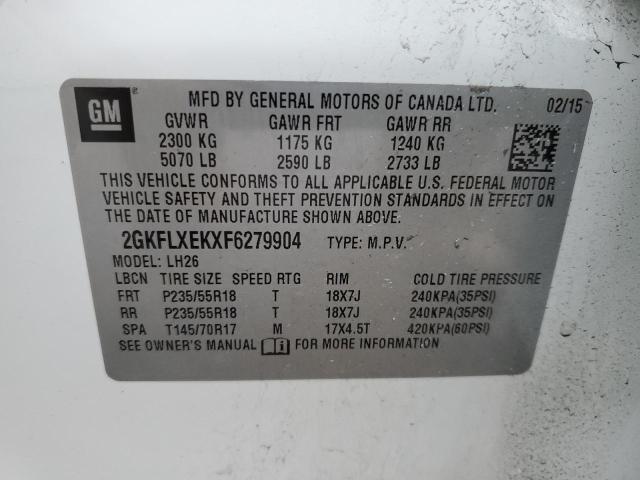 GM
MFD BY GENERAL MOTORS OF CANADA LTD. 02/15
GVWR GAWR FRT GAWR RR
2300 KG 1175 KG 1240 KG
5070 LB 2590 LB 2733 LB
THIS VEHICLE CONFORMS TO ALL APPLICABLE U.S. FEDERAL MOTOR
VEHICLE SAFETY AND THEFT PREVENTION STANDARDS IN EFFECT ON
THE DATE OF MANUFACTURE SHOWN ABOVE.
2GKFLXEKXF6279904 TYPE: M.P.V.
MODEL: LH26
LBCN TIRE SIZE SPEED RTG RIM COLD TIRE PRESSURE
FRT P235/55R18 T 18X7J 240KPA(35PSI)
RR P235/55R18 T 18X7J 240KPA(35PSI)
SPA T145/70R17 M 17X4.5T 420KPA(60PSI)
SEE OWNER'S MANUAL FOR MORE INFORMATION